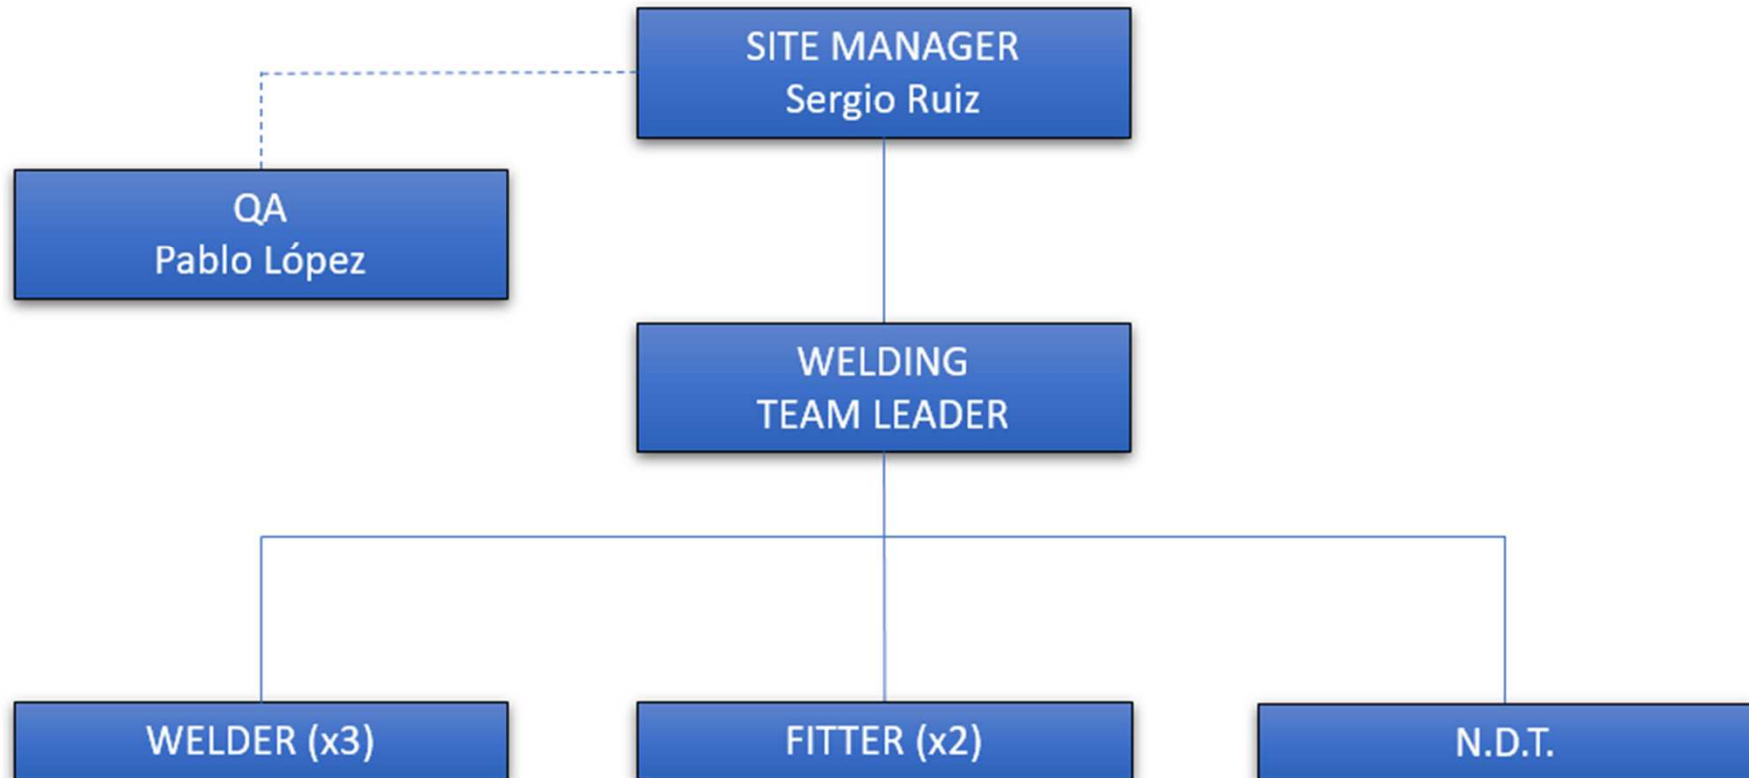 SITE MANAGER
Sergio Ruiz
QA
Pablo López
WELDING
TEAM LEADER
WELDER (x3)
FITTER (x2)
N.D.T.